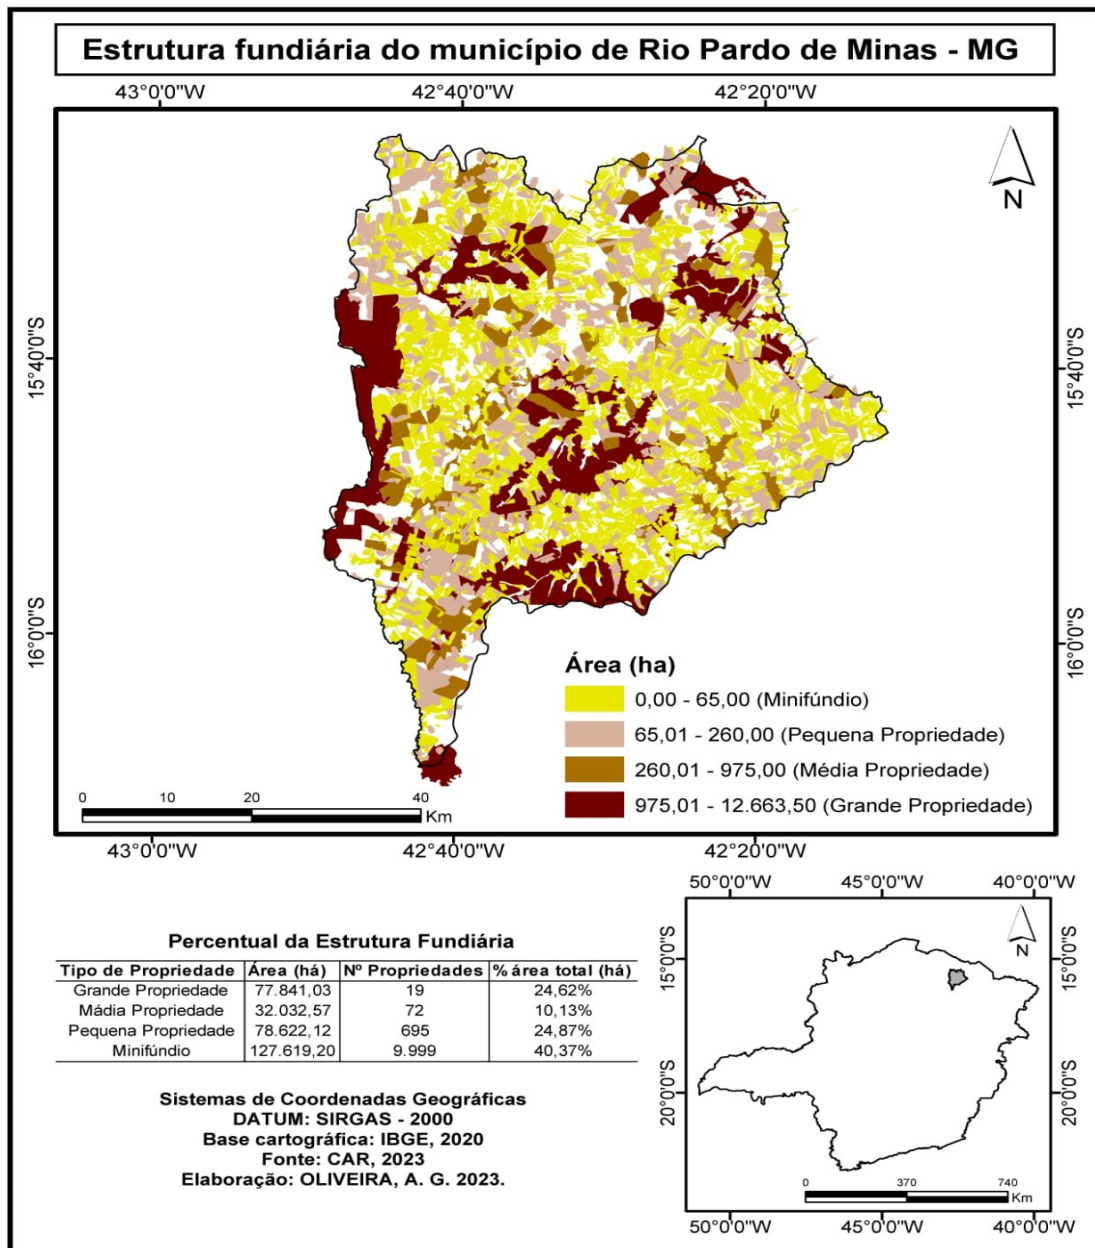 Estrutura fundiária do município de Rio Pardo de Minas - MG
43°0'0"W 42°40'0"W 42°20'0"W
N
15°40'0"S 15°40'0"S
16°0'0"S 16°0'0"S
Área (ha)
0,00 - 65,00 (Minifúndio)
65,01 - 260,00 (Pequena Propriedade)
260,01 - 975,00 (Média Propriedade)
975,01 - 12.663,50 (Grande Propriedade)
0 10 20 40
Km
43°0'0"W 42°40'0"W 42°20'0"W
50°0'0"W 45°0'0"W 40°0'0"W
N
15°0'0"S 15°0'0"S
20°0'0"S 20°0'0"S
0 370 740
Km
50°0'0"W 45°0'0"W 40°0'0"W
Percentual da Estrutura Fundiária
Tipo de Propriedade Área (há) Nº Propriedades % área total (há)
Grande Propriedade 77.841,03 19 24,62%
Mádia Propriedade 32.032,57 72 10,13%
Pequena Propriedade 78.622,12 695 24,87%
Minifúndio 127.619,20 9.999 40,37%
Sistemas de Coordenadas Geográficas
DATUM: SIRGAS - 2000
Base cartográfica: IBGE, 2020
Fonte: CAR, 2023
Elaboração: OLIVEIRA, A. G. 2023.